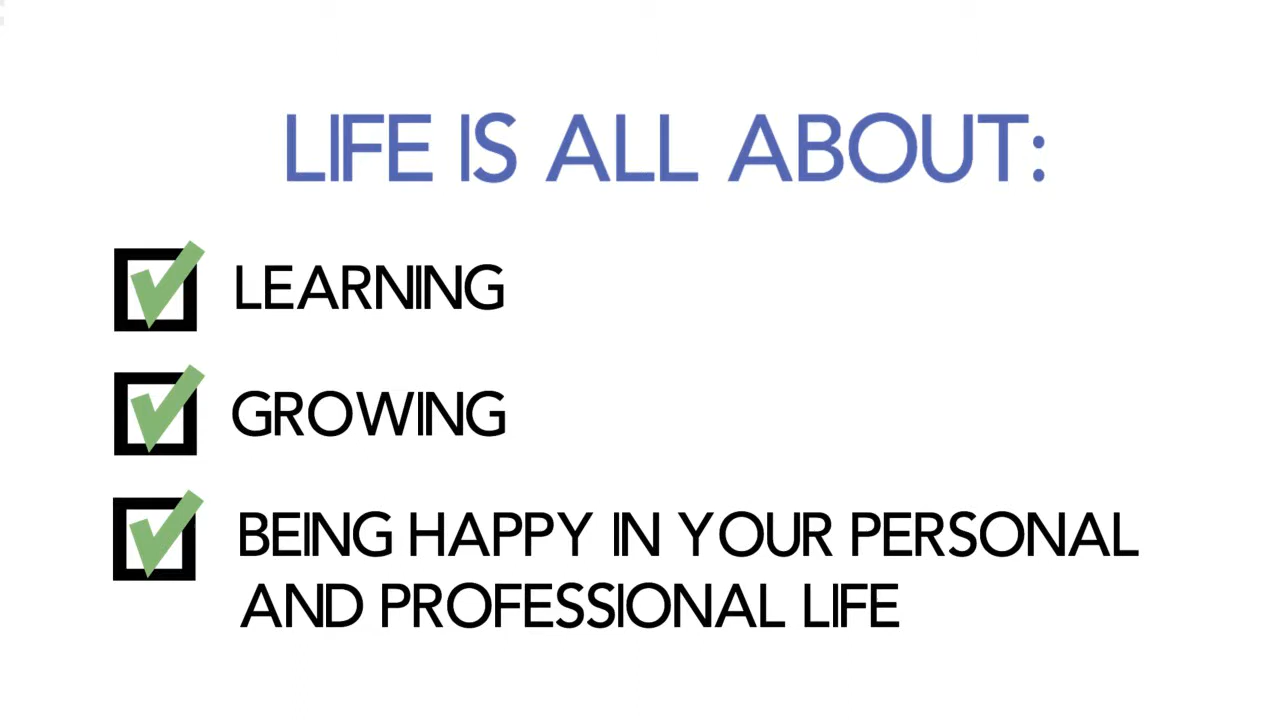 LIFE IS ALL ABOUT:
LEARNING
GROWING
BEING HAPPY IN YOUR PERSONAL
AND PROFESSIONAL LIFE